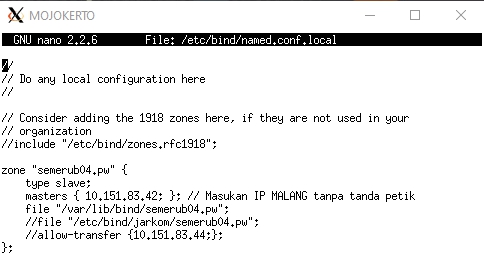 MOJOKERTO
GNU nano 2.2.6 File: /etc/bind/named.conf.local
//
// Do any local configuration here
//
// Consider adding the 1918 zones here, if they are not used in your
// organization
//include "/etc/bind/zones.rfc1918";
zone "semerub04.pw" {
    type slave;
    masters { 10.151.83.42; }; // Masukan IP MALANG tanpa tanda petik
    file "/var/lib/bind/semerub04.pw";
    //file "/etc/bind/jarkom/semerub04.pw";
    //allow-transfer {10.151.83.44;};
};